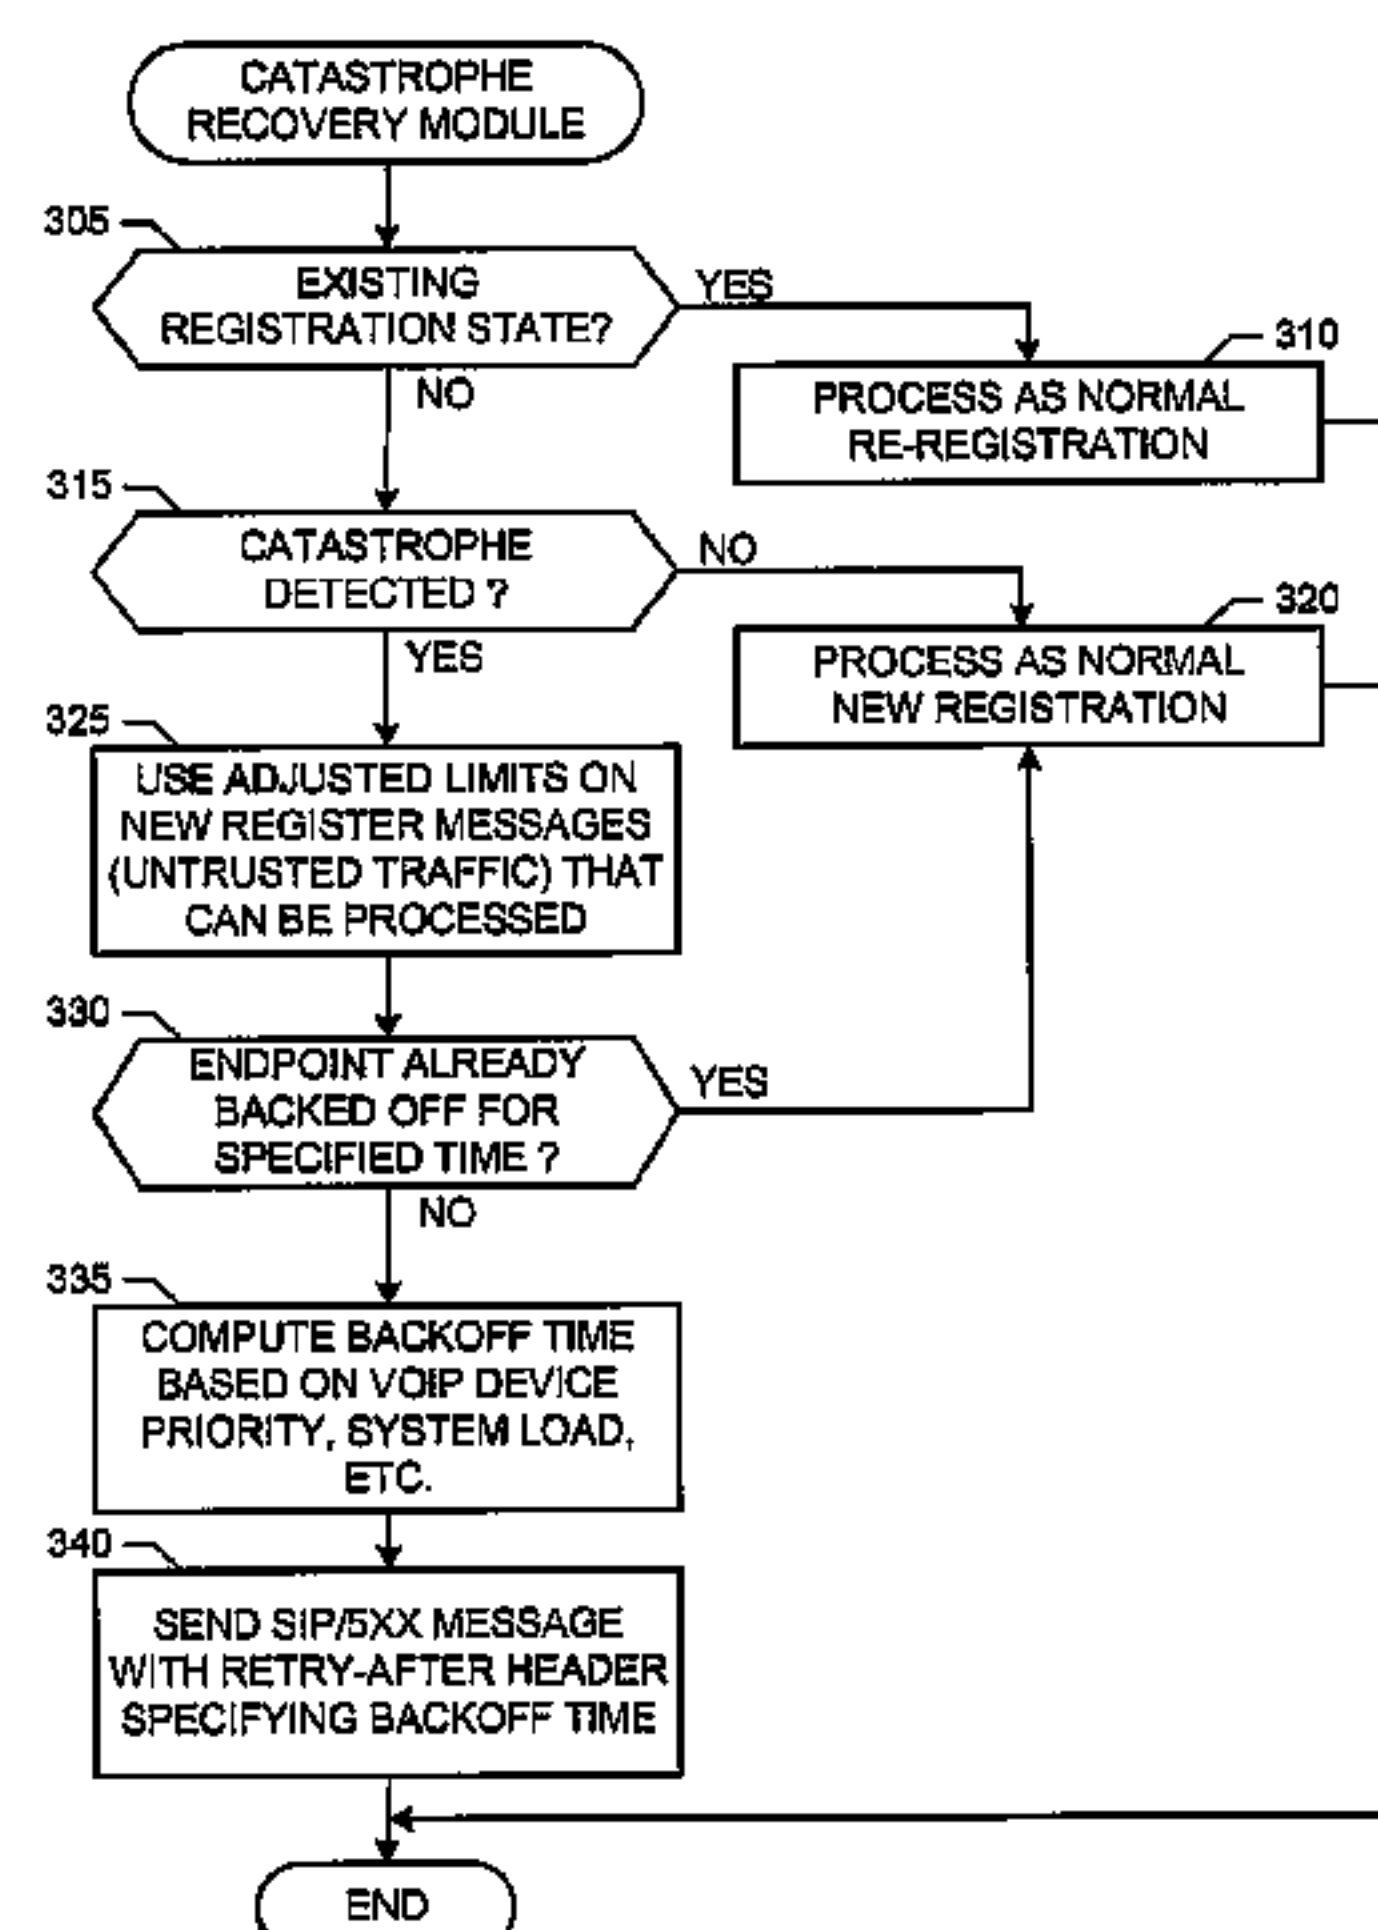 CATASTROPHE
RECOVERY MODULE
305
EXISTING
REGISTRATION STATE?
YES
NO
310
PROCESS AS NORMAL
RE-REGISTRATION
315
CATASTROPHE
DETECTED ?
NO
YES
320
PROCESS AS NORMAL
NEW REGISTRATION
325
USE ADJUSTED LIMITS ON
NEW REGISTER MESSAGES
(UNTRUSTED TRAFFIC) THAT
CAN BE PROCESSED
330
ENDPOINT ALREADY
BACKED OFF FOR
SPECIFIED TIME ?
YES
NO
335
COMPUTE BACKOFF TIME
BASED ON VOIP DEVICE
PRIORITY, SYSTEM LOAD,
ETC.
340
SEND SIP/5XX MESSAGE
WITH RETRY-AFTER HEADER
SPECIFYING BACKOFF TIME
END